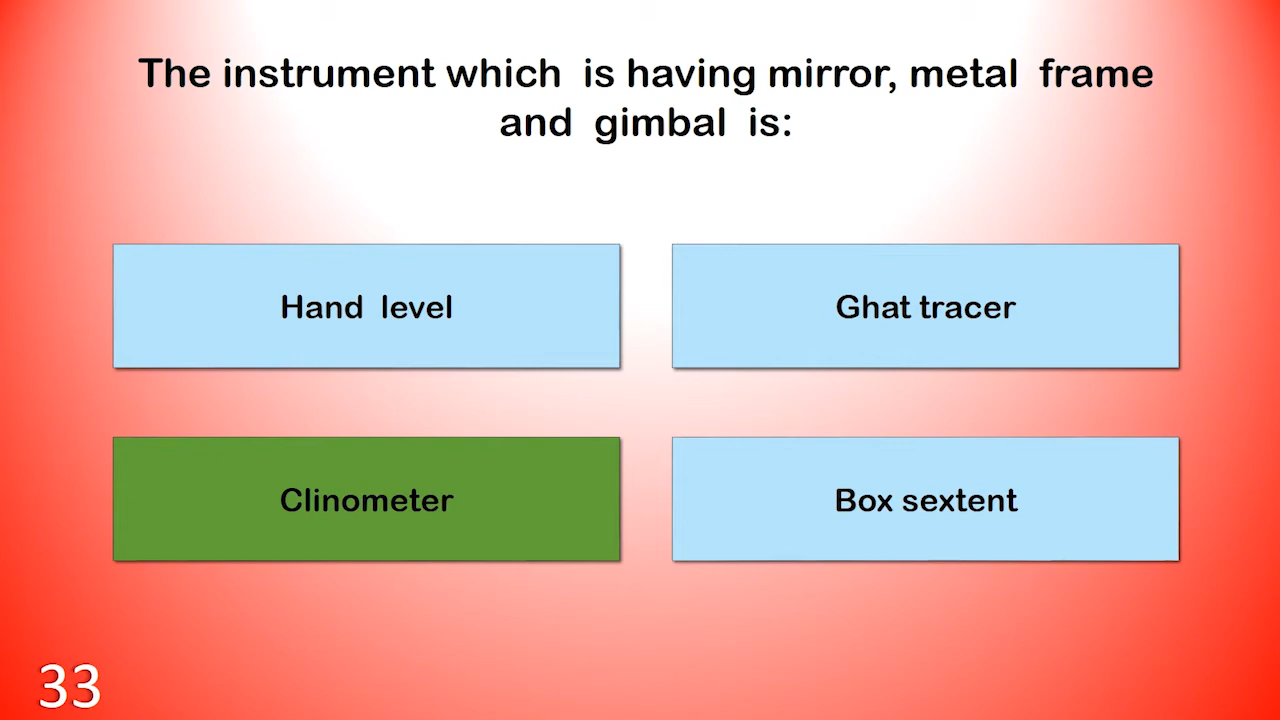 The instrument which is having mirror, metal frame
and gimbal is:
Hand level
Ghat tracer
Clinometer
Box sextent
33